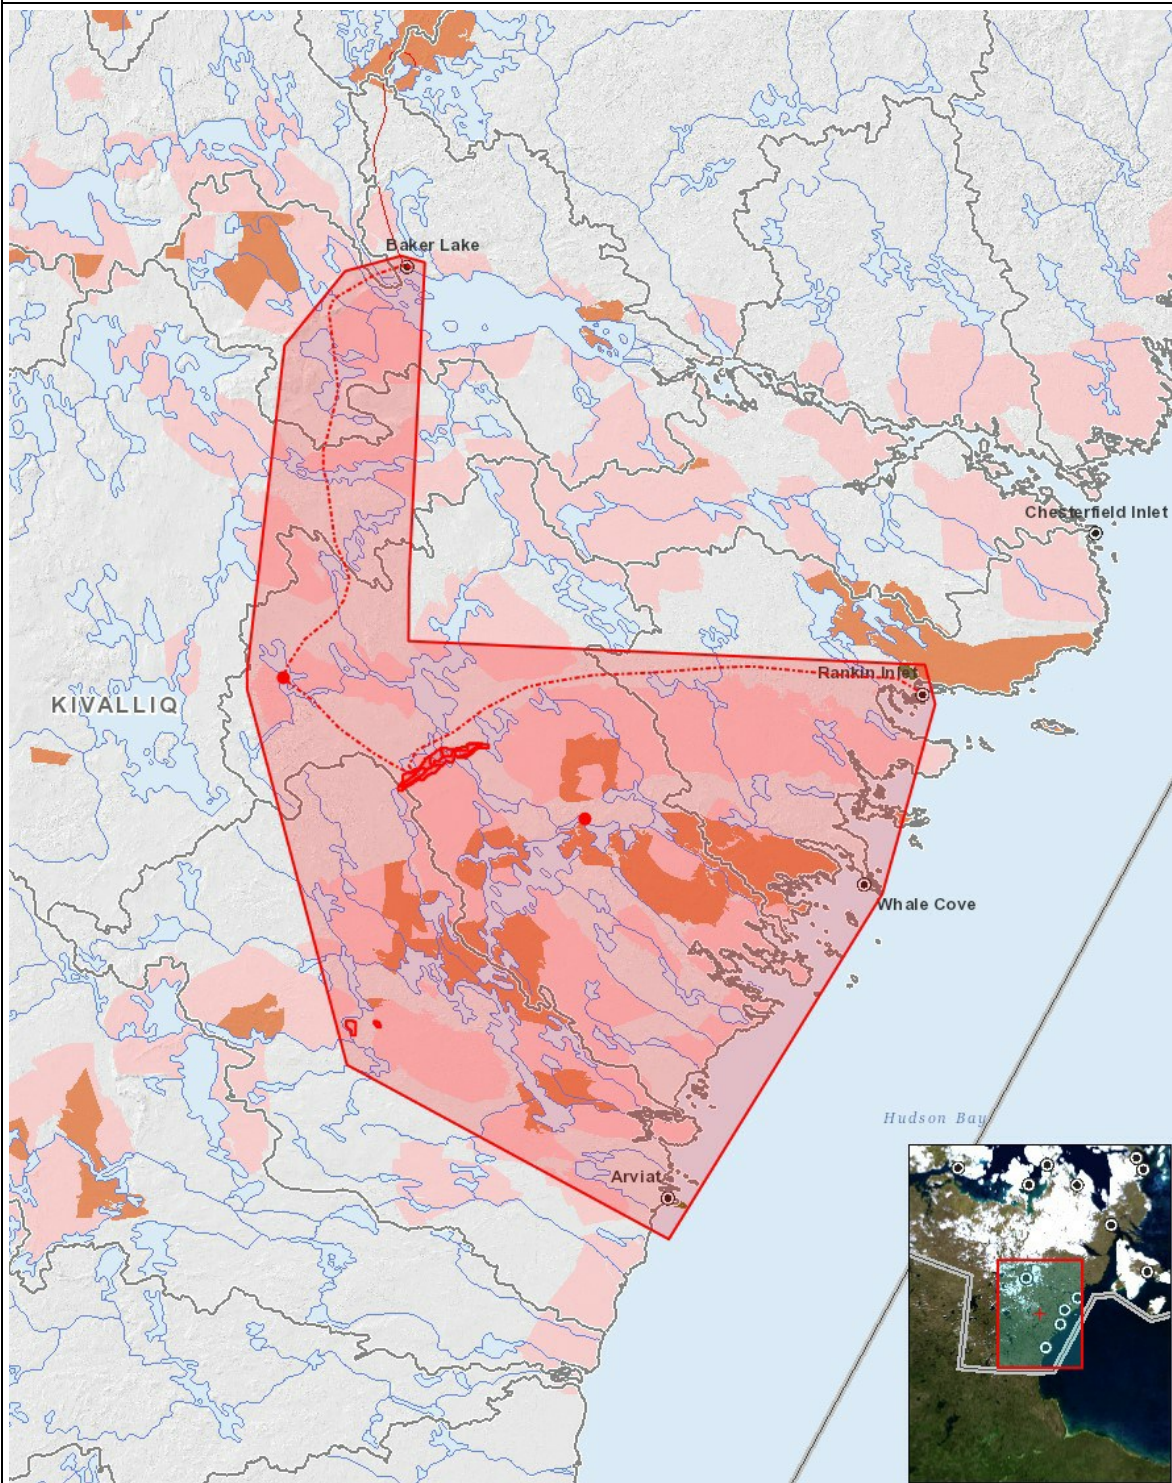 Baker Lake
Chesterfield Inlet
Rankin Inlet
KIVALLIQ
Whale Cove
Hudson Bay
Arviat